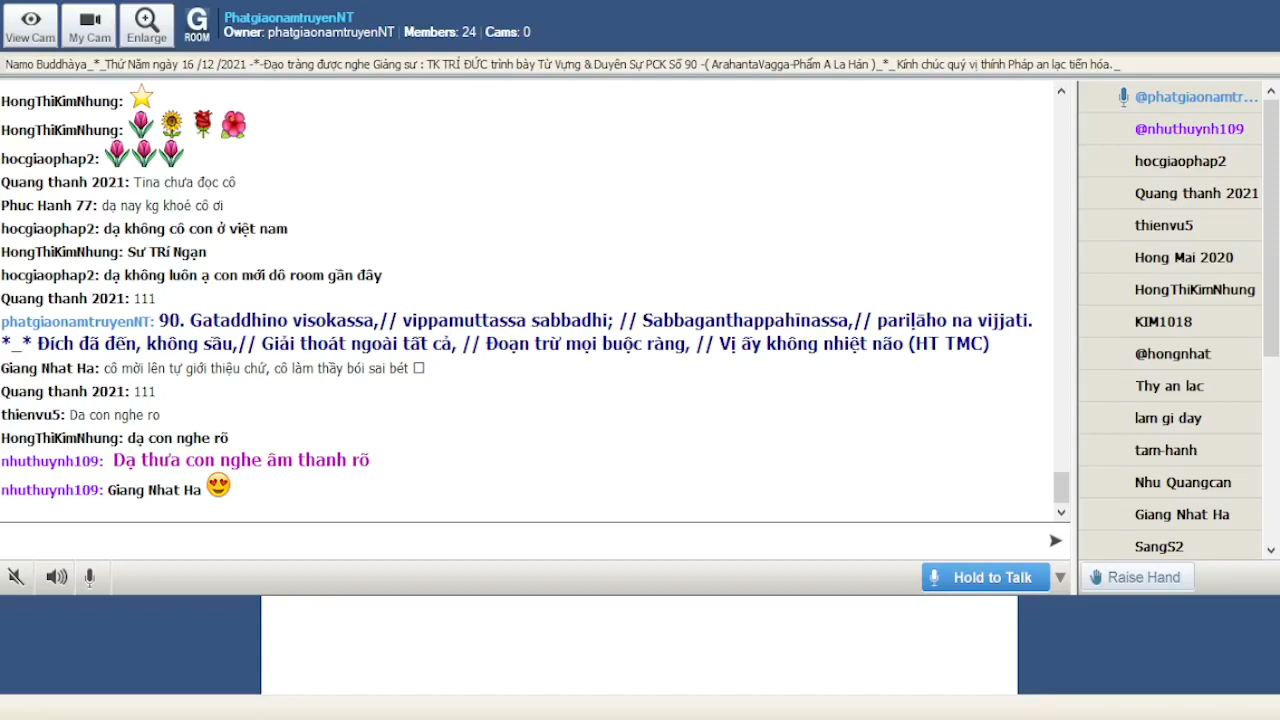 View Cam
My Cam
Enlarge
G
ROOM
PhatgiaonamtruyenNT
Owner: phatgiaonamtruyenNT | Members: 24 | Cams: 0
Namo Buddhàya_*_Thứ Năm ngày 16 /12 /2021 -*-Đạo tràng được nghe Giảng sư : TK TRÍ ĐỨC trình bày Từ Vựng & Duyên Sự PCK Số 90 -( ArahantaVagga-Phẩm A La Hán )_*_ Kính chúc quý vị thính Pháp an lạc tiến hóa._
HongThiKimNhung:
HongThiKimNhung:
hocgiaophap2:
Quang thanh 2021: Tina chưa đọc cô
Phuc Hanh 77: dạ nay kg khoé cô ơi
hocgiaophap2: dạ không cô con ở việt nam
HongThiKimNhung: Sư TRí Ngạn
hocgiaophap2: dạ không luôn ạ con mới dô room gần đây
Quang thanh 2021: 111
phatgiaonamtruyenNT: 90. Gataddhino visokassa,// vippamuttassa sabbadhi; // Sabbaganthappahīnassa,// pariḷāho na vijjati.
*_* Đích đã đến, không sầu,// Giải thoát ngoài tất cả, // Đoạn trừ mọi buộc ràng, // Vị ấy không nhiệt não (HT TMC)
Giang Nhat Ha: cô mời lên tự giới thiệu chứ, cô làm thầy bói sai bét □
Quang thanh 2021: 111
thienvu5: Da con nghe ro
HongThiKimNhung: dạ con nghe rõ
nhuthuynh109: Dạ thưa con nghe âm thanh rõ
nhuthuynh109: Giang Nhat Ha
@phatgiaonamtr...
@nhuthuynh109
hocgiaophap2
Quang thanh 2021
thienvu5
Hong Mai 2020
HongThiKimNhung
KIM1018
@hongnhat
Thy an lac
lam gi day
tam-hanh
Nhu Quangcan
Giang Nhat Ha
SangS2
Hold to Talk
Raise Hand